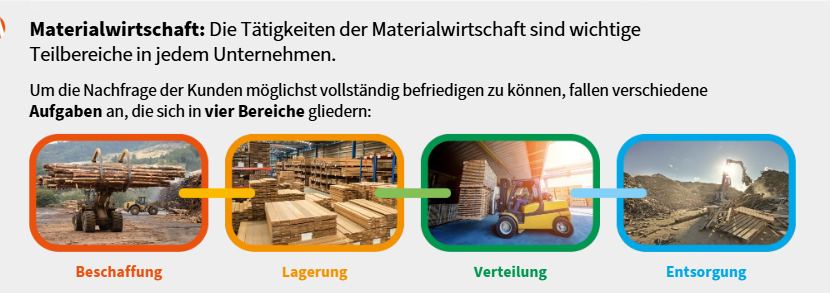 Materialwirtschaft: Die Tätigkeiten der Materialwirtschaft sind wichtige
Teilbereiche in jedem Unternehmen.
Um die Nachfrage der Kunden möglichst vollständig befriedigen zu können, fallen verschiedene
Aufgaben an, die sich in vier Bereiche gliedern:
Beschaffung
Lagerung
Verteilung
Entsorgung